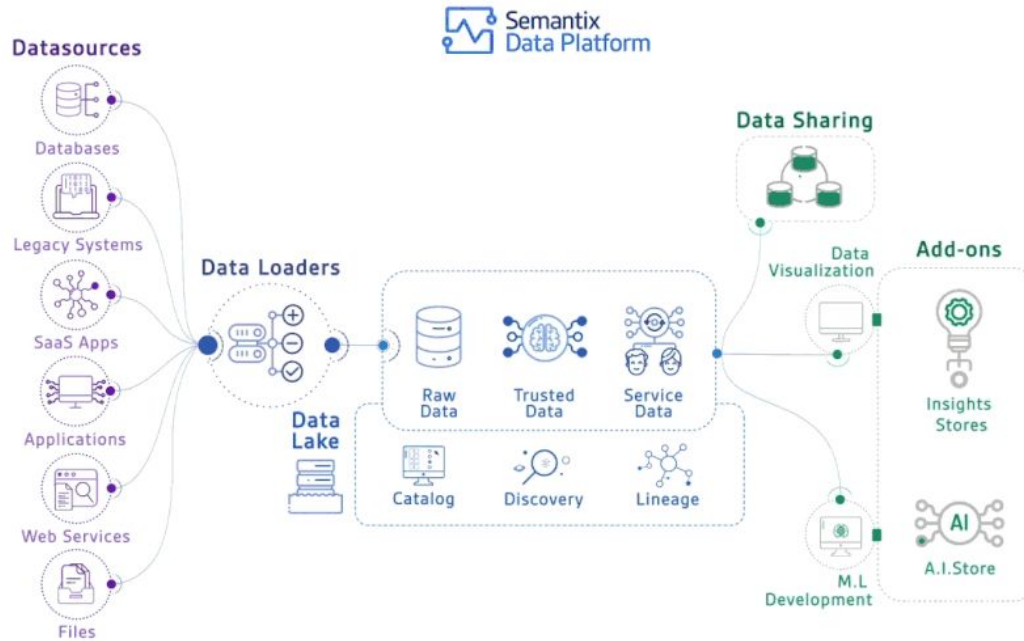 Semantix
Data Platform
Datasources
Databases
Legacy Systems
SaaS Apps
Applications
Web Services
Files
Data Loaders
Data
Lake
Raw
Data
Trusted
Data
Service
Data
Catalog
Discovery
Lineage
Data Sharing
Data
Visualization
M.L
Development
Add-ons
Insights
Stores
AI
A.I.Store